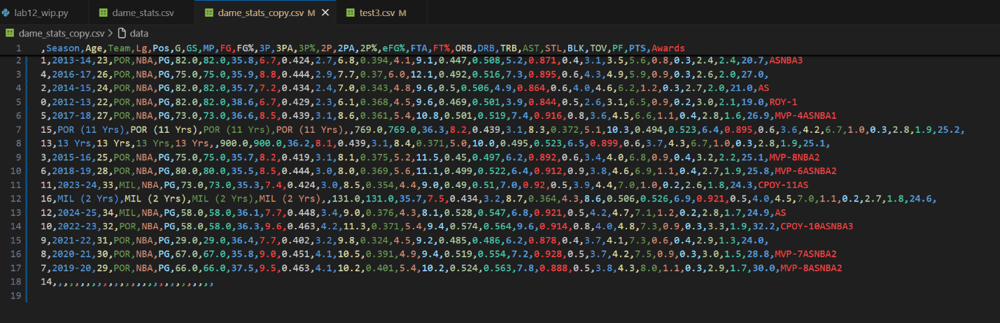 lab12_wip.py dame_stats.csv dame_stats_copy.csv M test3.csv M
dame_stats_copy.csv > data
1 ,Season,Age,Team,Lg,Pos,G,GS,MP,FG,FG%,3P,3PA,3P%,2P,2PA,2P%,eFG%,FTA,FT%,ORB,DRB,TRB,AST,STL,BLK,TOV,PF,PTS,Awards
2 1,2013-14,23,POR,NBA,PG,82.0,82.0,35.8,6.7,0.424,2.7,6.8,0.394,4.1,9.1,0.447,0.508,5.2,0.871,0.4,3.1,3.5,5.6,0.8,0.3,2.4,2.4,20.7,ASNBA3
3 4,2016-17,26,POR,NBA,PG,75.0,75.0,35.9,8.8,0.444,2.9,7.7,0.37,6.0,12.1,0.492,0.516,7.3,0.895,0.6,4.3,4.9,5.9,0.9,0.3,2.6,2.0,27.0,
4 2,2014-15,24,POR,NBA,PG,82.0,82.0,35.7,7.2,0.434,2.4,7.0,0.343,4.8,9.6,0.5,0.506,4.9,0.864,0.6,4.0,4.6,6.2,1.2,0.3,2.7,2.0,21.0,AS
5 0,2012-13,22,POR,NBA,PG,82.0,82.0,38.6,6.7,0.429,2.3,6.1,0.368,4.5,9.6,0.469,0.501,3.9,0.844,0.5,2.6,3.1,6.5,0.9,0.2,3.0,2.1,19.0,ROY-1
6 5,2017-18,27,POR,NBA,PG,73.0,73.0,36.6,8.5,0.439,3.1,8.6,0.361,5.4,10.8,0.501,0.519,7.4,0.916,0.8,3.6,4.5,6.6,1.1,0.4,2.8,1.6,26.9,MVP-4ASNBA1
7 15,POR (11 Yrs),POR (11 Yrs),POR (11 Yrs),POR (11 Yrs),,769.0,769.0,36.3,8.2,0.439,3.1,8.3,0.372,5.1,10.3,0.494,0.523,6.4,0.895,0.6,3.6,4.2,6.7,1.0,0.3,2.8,1.9,25.2,
8 13,13 Yrs,13 Yrs,13 Yrs,13 Yrs,,900.0,900.0,36.2,8.1,0.439,3.1,8.4,0.371,5.0,10.0,0.495,0.523,6.5,0.899,0.6,3.7,4.3,6.7,1.0,0.3,2.8,1.9,25.1,
9 3,2015-16,25,POR,NBA,PG,75.0,75.0,35.7,8.2,0.419,3.1,8.1,0.375,5.2,11.5,0.45,0.497,6.2,0.892,0.6,3.4,4.0,6.8,0.9,0.4,3.2,2.2,25.1,MVP-8NBA2
10 6,2018-19,28,POR,NBA,PG,80.0,80.0,35.5,8.5,0.444,3.0,8.0,0.369,5.6,11.1,0.499,0.522,6.4,0.912,0.9,3.8,4.6,6.9,1.1,0.4,2.7,1.9,25.8,MVP-6ASNBA2
11 11,2023-24,33,MIL,NBA,PG,73.0,73.0,35.3,7.4,0.424,3.0,8.5,0.354,4.4,9.0,0.49,0.51,7.0,0.92,0.5,3.9,4.4,7.0,1.0,0.2,2.6,1.8,24.3,CPOY-11AS
12 16,MIL (2 Yrs),MIL (2 Yrs),MIL (2 Yrs),MIL (2 Yrs),,131.0,131.0,35.7,7.5,0.434,3.2,8.7,0.364,4.3,8.6,0.506,0.526,6.9,0.921,0.5,4.0,4.5,7.0,1.1,0.2,2.7,1.8,24.6,
13 12,2024-25,34,MIL,NBA,PG,58.0,58.0,36.1,7.7,0.448,3.4,9.0,0.376,4.3,8.1,0.528,0.547,6.8,0.921,0.5,4.2,4.7,7.1,1.2,0.2,2.8,1.7,24.9,AS
14 10,2022-23,32,POR,NBA,PG,58.0,58.0,36.3,9.6,0.463,4.2,11.3,0.371,5.4,9.4,0.574,0.564,9.6,0.914,0.8,4.0,4.8,7.3,0.9,0.3,3.3,1.9,32.2,CPOY-10ASNBA3
15 9,2021-22,31,POR,NBA,PG,29.0,29.0,36.4,7.7,0.402,3.2,9.8,0.324,4.5,9.2,0.485,0.486,6.2,0.878,0.4,3.7,4.1,7.3,0.6,0.4,2.9,1.3,24.0,
16 8,2020-21,30,POR,NBA,PG,67.0,67.0,35.8,9.0,0.451,4.1,10.5,0.391,4.9,9.4,0.519,0.554,7.2,0.928,0.5,3.7,4.2,7.5,0.9,0.3,3.0,1.5,28.8,MVP-7ASNBA2
17 7,2019-20,29,POR,NBA,PG,66.0,66.0,37.5,9.5,0.463,4.1,10.2,0.401,5.4,10.2,0.524,0.563,7.8,0.888,0.5,3.8,4.3,8.0,1.1,0.3,2.9,1.7,30.0,MVP-8ASNBA2
18 14,,,,,,,,,,,,,,,,,,,,,,,,,,,,,
19